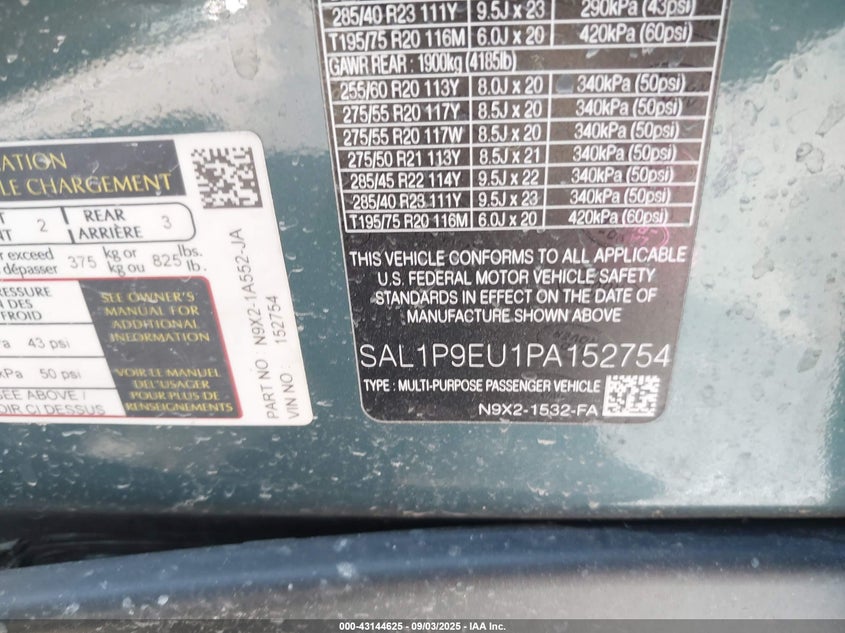 285/40 R23 111Y 9.5J x 23 290kPa (43psi)
T195/75 R20 116M 6.0J x 20 420kPa (60psi)
GAWR REAR : 1900kg (4185lb)
255/60 R20 113Y 8.0J x 20 340kPa (50psi)
275/55 R20 117Y 8.5J x 20 340kPa (50psi)
275/55 R20 117W 8.5J x 20 340kPa (50psi)
275/50 R21 113Y 8.5J x 21 340kPa (50psi)
285/45 R22 114Y 9.5J x 22 340kPa (50psi)
285/40 R23 111Y 9.5J x 23 340kPa (50psi)
T195/75 R20 116M 6.0J x 20 420kPa (60psi)
THIS VEHICLE CONFORMS TO ALL APPLICABLE
U.S. FEDERAL MOTOR VEHICLE SAFETY
STANDARDS IN EFFECT ON THE DATE OF
MANUFACTURE SHOWN ABOVE
SAL1P9EU1PA152754
TYPE : MULTI-PURPOSE PASSENGER VEHICLE
N9X2-1532-FA
LE CHARGEMENT
2 REAR
ARRIÈRE 3
exceed
dépasser 375 kg or
kg ou 825 lbs.
lb.
DES
FROID
43 psi
kPa 50 psi
SEE ABOVE /
CI DESSUS
SEE OWNER'S
MANUAL FOR
ADDITIONAL
INFORMATION
VOIR LE MANUEL
DEL'USAGER
POUR PLUS DE
RENSEIGNEMENTS
PART NO : N9X2-1A552-JA
VIN NO : 152754
000-43144625 - 09/03/2025 - IAA Inc.